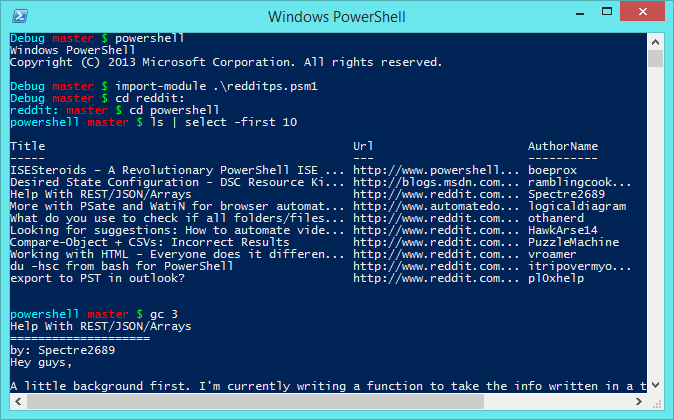 Windows PowerShell
Debug master $ powershell
Windows PowerShell
Copyright (C) 2013 Microsoft Corporation. All rights reserved.
Debug master $ import-module .\redditps.psm1
Debug master $ cd reddit:
reddit: master $ cd powershell
powershell master $ ls | select -first 10
Title Url AuthorName
----- --- ----------
ISESteroids - A Revolutionary PowerShell ISE ... http://www.powershell... boeprox
Desired State Configuration - DSC Resource Ki... http://blogs.msdn.com... ramblingcook...
Help With REST/JSON/Arrays http://www.reddit.com... Spectre2689
More with PSate and WatiN for browser automat... http://www.automatedo... logicaldiagram
What do you use to check if all folders/files... http://www.reddit.com... othanerd
Looking for suggestions: How to automate vide... http://www.reddit.com... HawkArse14
Compare-Object + CSVs: Incorrect Results http://www.reddit.com... PuzzleMachine
Working with HTML - Everyone does it differen... http://www.reddit.com... vroamer
du -hsc from bash for PowerShell http://www.reddit.com... itripovermyo...
export to PST in outlook? http://www.reddit.com... pl0xhelp
powershell master $ gc 3
Help With REST/JSON/Arrays
====================
by: Spectre2689
Hey guys,
A little background first. I'm currently writing a function to take the info written in a t